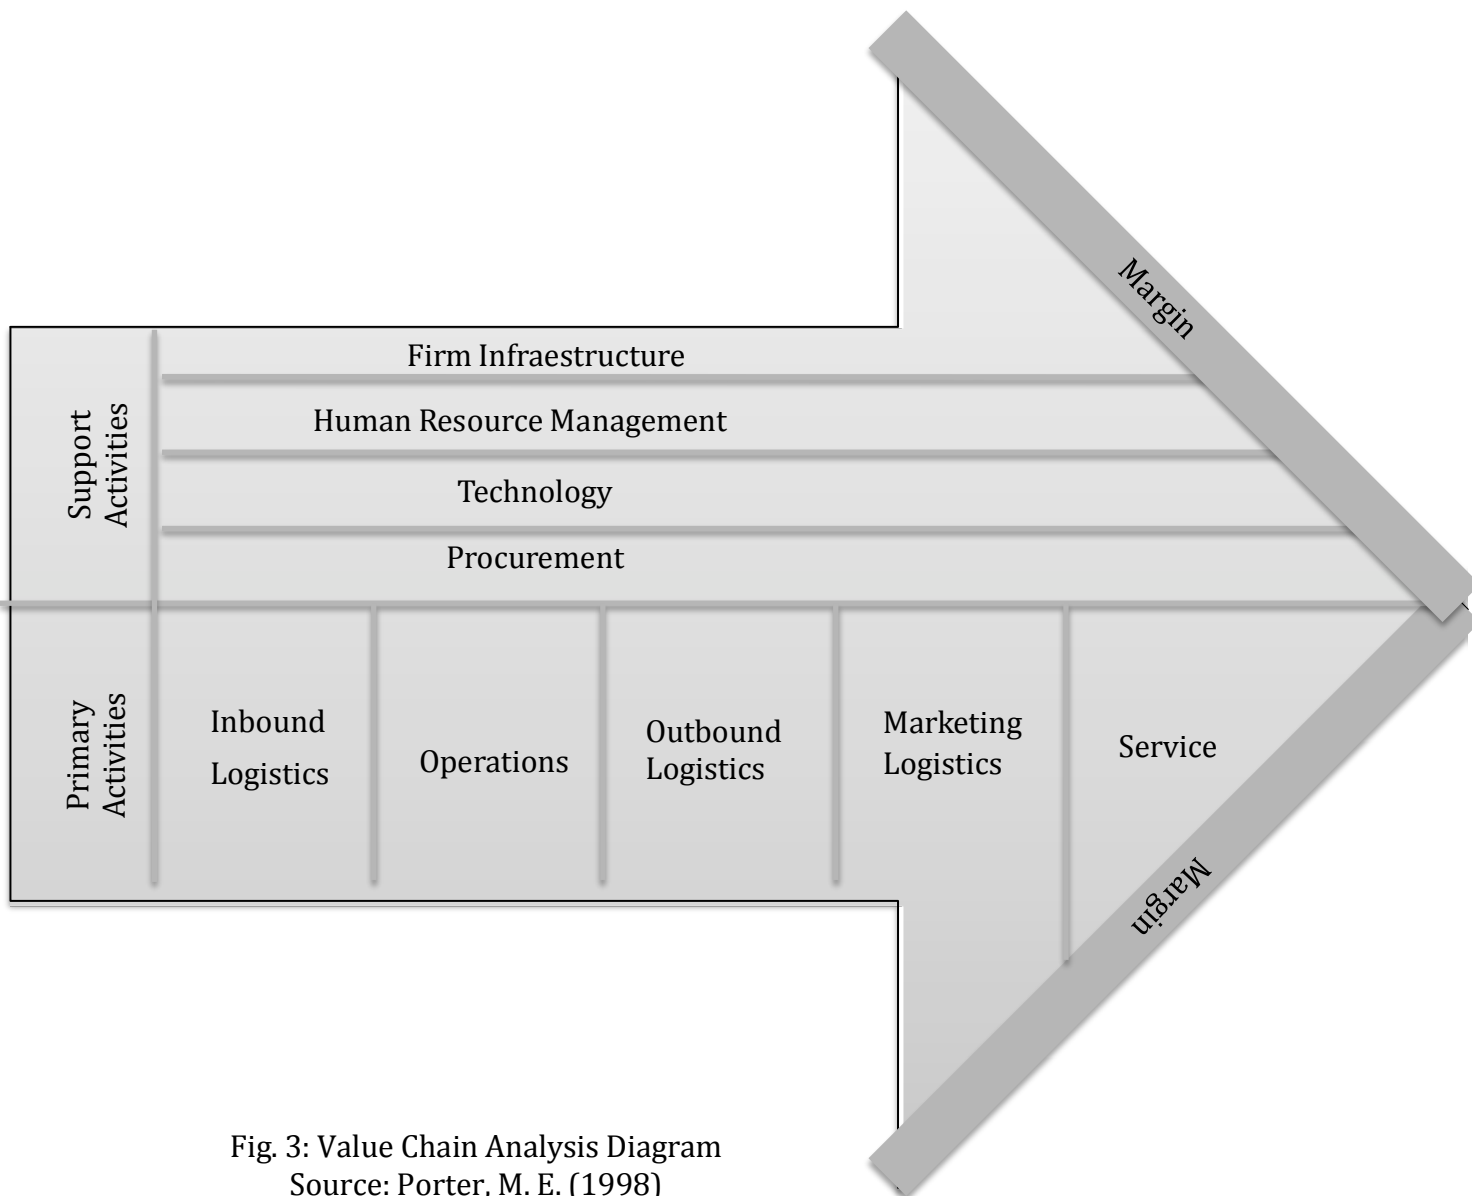 Margin
Firm Infraestructure
Human Resource Management
Technology
Procurement
Support
Activities
Primary
Activities
Inbound
Logistics
Operations
Outbound
Logistics
Marketing
Logistics
Service
Margin
Fig. 3: Value Chain Analysis Diagram
Source: Porter, M. E. (1998)